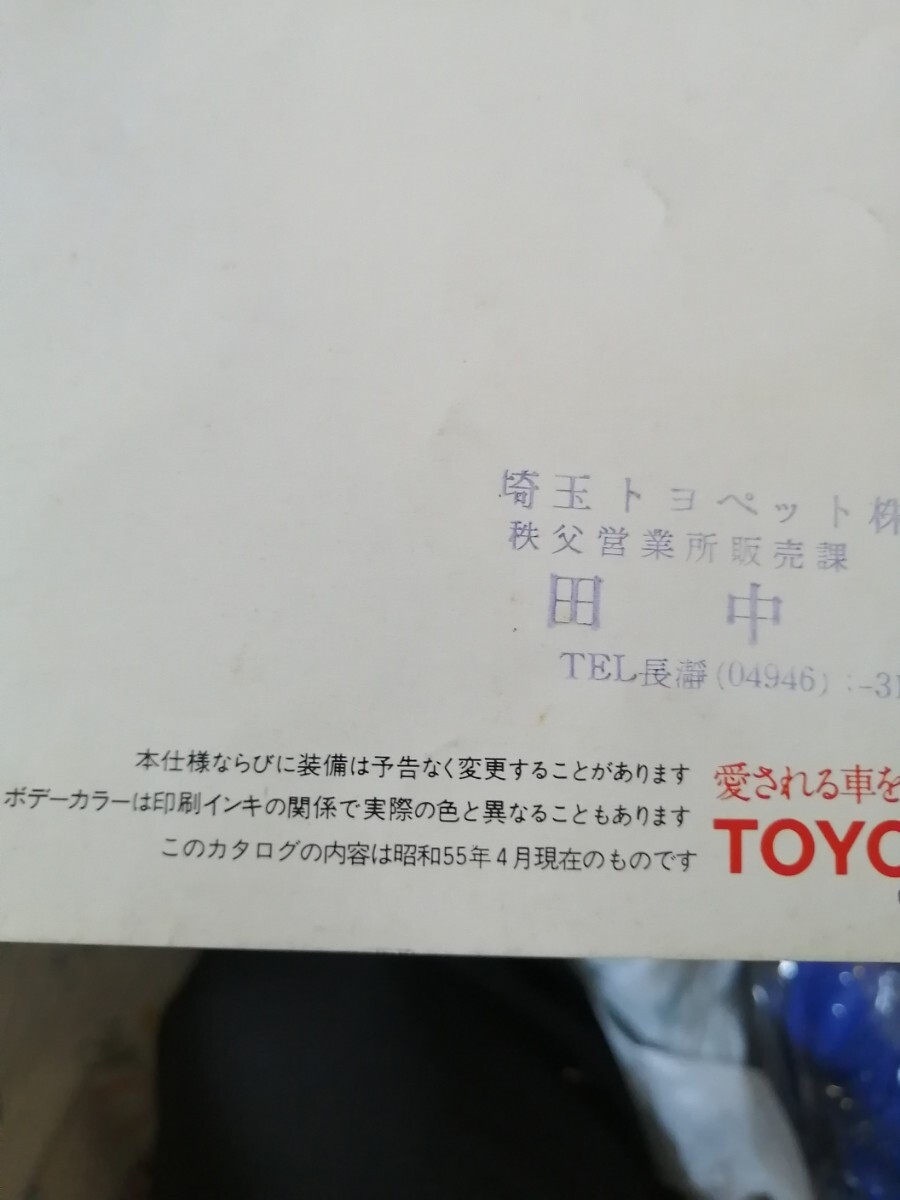 埼玉トヨペット株
秩父営業所販売課
田中
TEL長瀞(04946)
本仕様ならびに装備は予告なく変更することがあります
ボデーカラーは印刷インキの関係で実際の色と異なることもあります
このカタログの内容は昭和55年4月現在のものです
愛される車を
TOYO